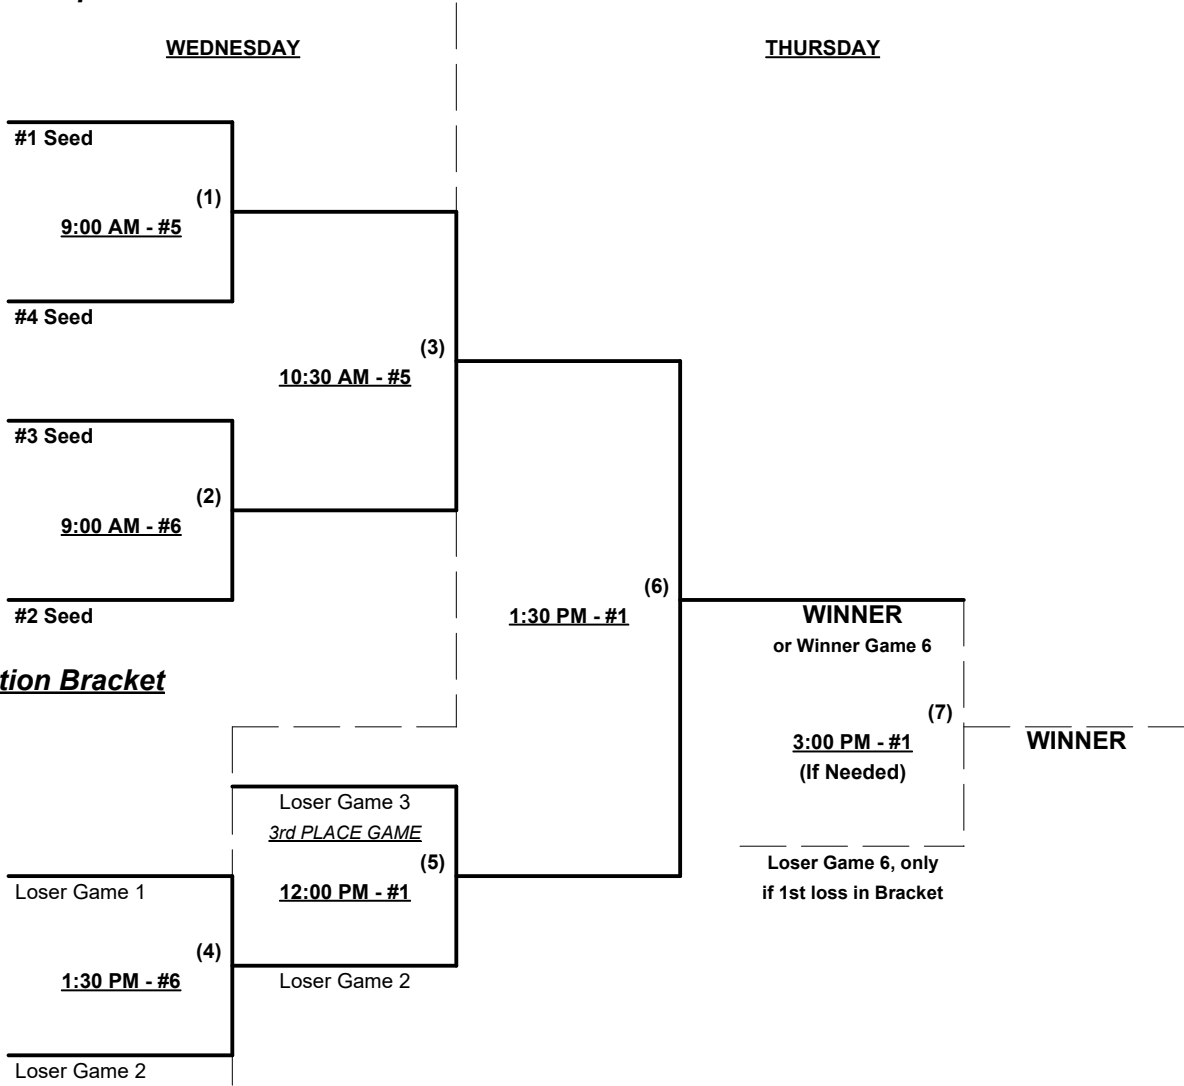 WEDNESDAY
THURSDAY
#1 Seed
(1)
9:00 AM - #5
#4 Seed
(3)
10:30 AM - #5
#3 Seed
(2)
9:00 AM - #6
#2 Seed
(6)
1:30 PM - #1
WINNER
or Winner Game 6
tion Bracket
(7)
3:00 PM - #1
(If Needed)
WINNER
Loser Game 3
3rd PLACE GAME
(5)
12:00 PM - #1
Loser Game 6, only
if 1st loss in Bracket
Loser Game 1
(4)
1:30 PM - #6
Loser Game 2
Loser Game 2